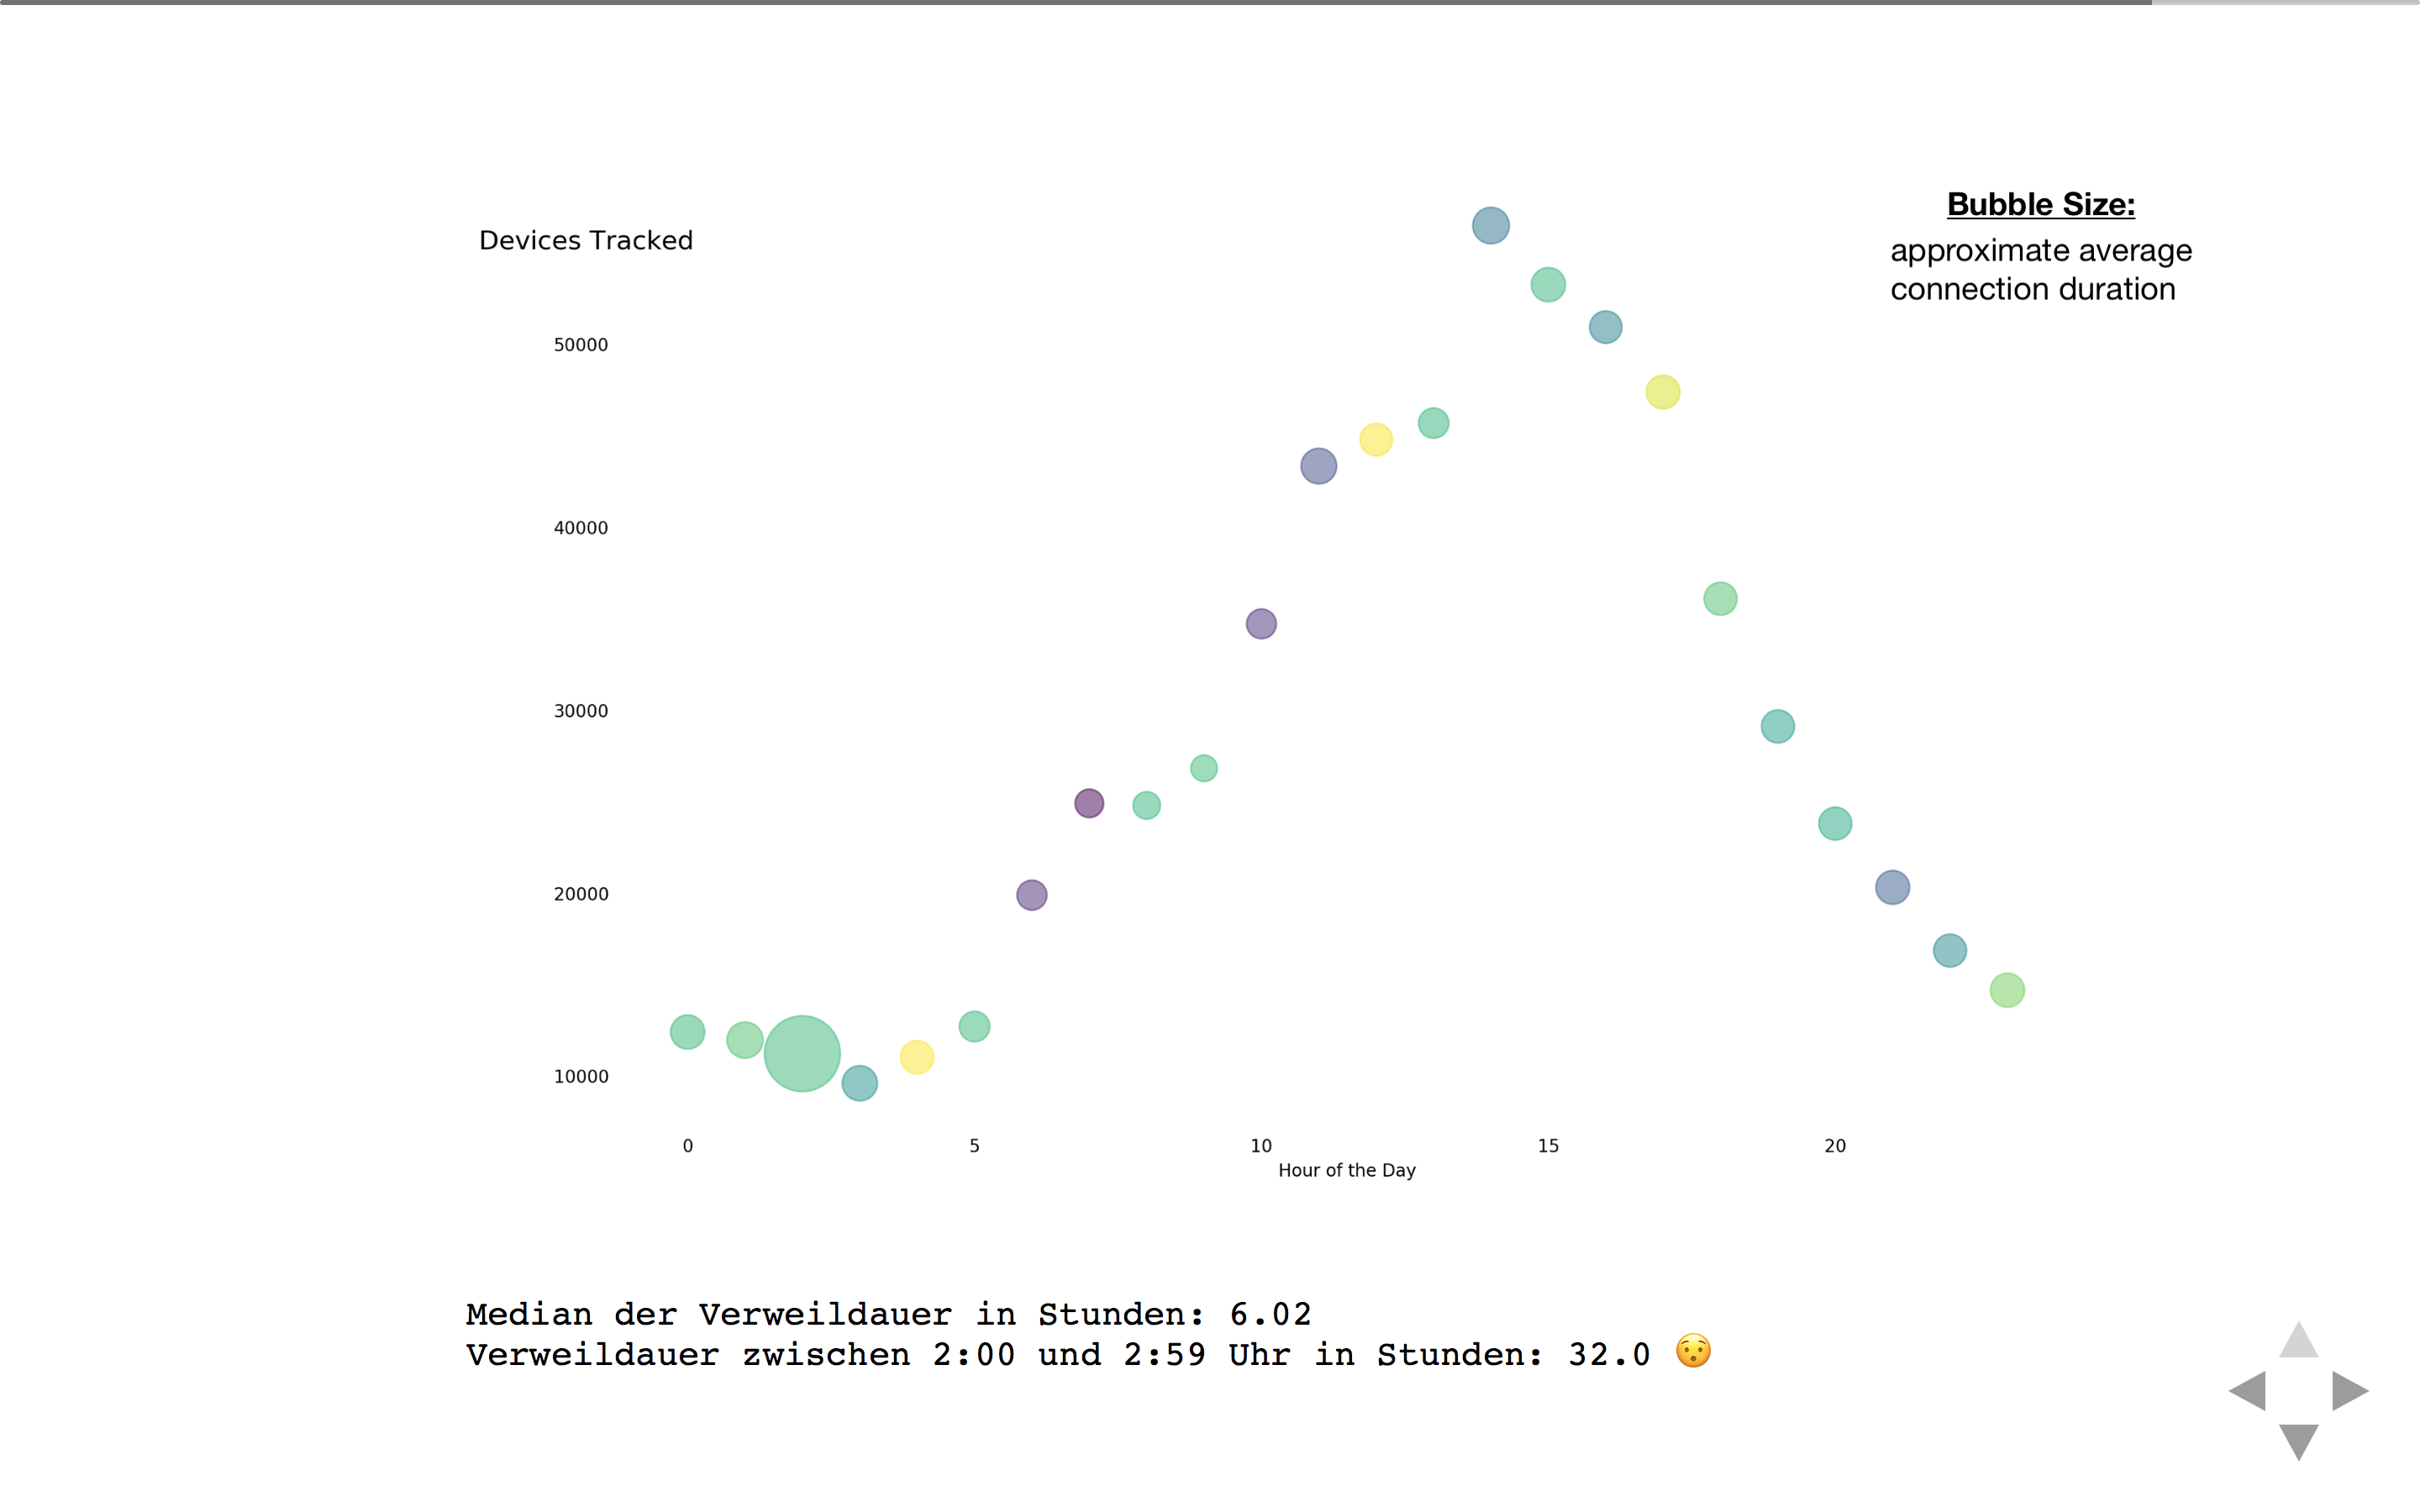 Bubble Size:
approximate average
connection duration
Devices Tracked
50000
40000
30000
20000
10000
0 5 10 15 20
Hour of the Day
Median der Verweildauer in Stunden: 6.02
Verweildauer zwischen 2:00 und 2:59 Uhr in Stunden: 32.0 😯